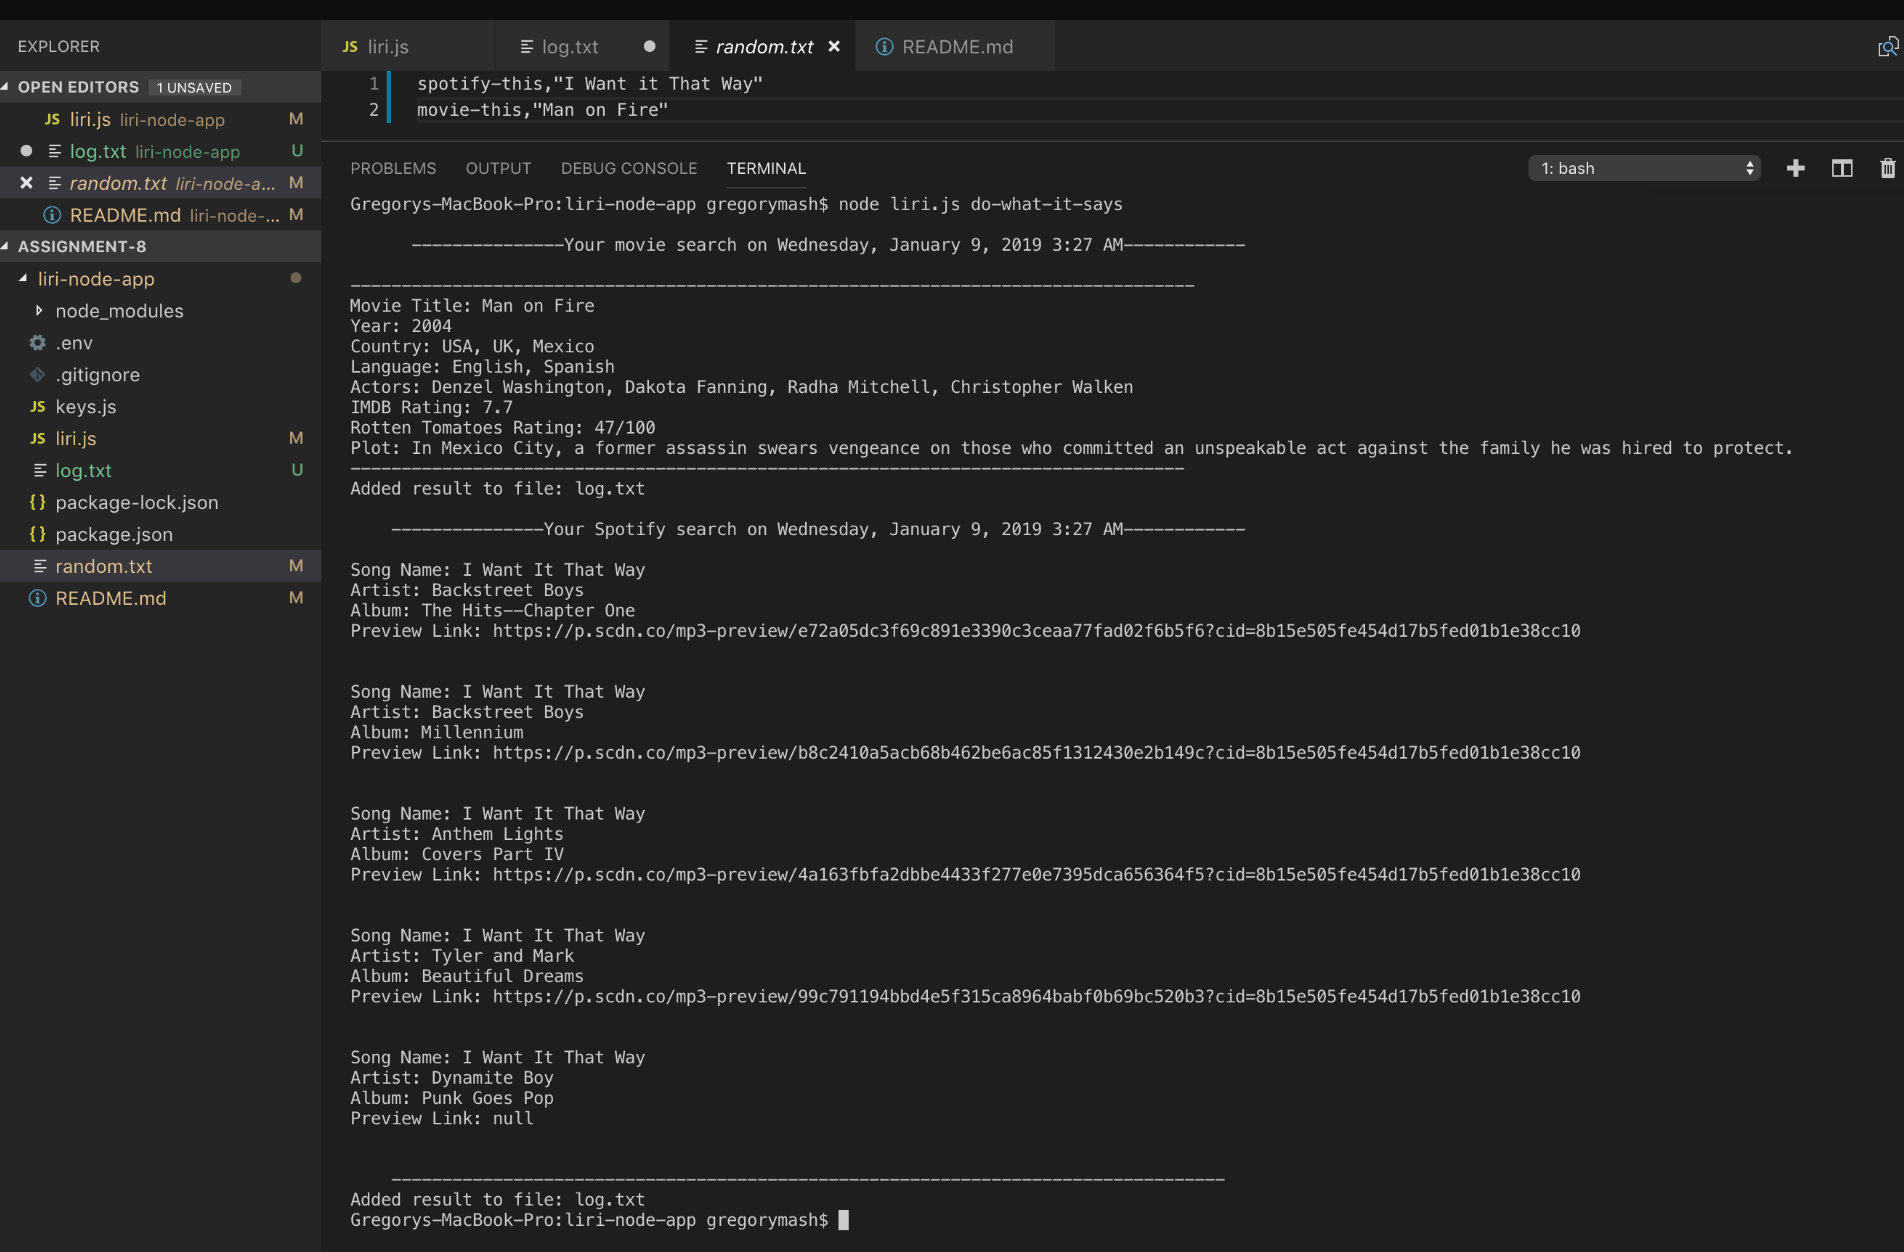 EXPLORER
OPEN EDITORS 1 UNSAVED
JS liri.js liri-node-app M
log.txt liri-node-app U
random.txt liri-node-a... M
README.md liri-node-... M
ASSIGNMENT-8
liri-node-app
node_modules
.env
.gitignore
JS keys.js
JS liri.js M
log.txt U
{} package-lock.json
{} package.json
random.txt M
README.md M
JS liri.js
log.txt
random.txt
README.md
1 spotify-this,"I Want it That Way"
2 movie-this,"Man on Fire"
PROBLEMS OUTPUT DEBUG CONSOLE TERMINAL 1: bash
Gregorys-MacBook-Pro:liri-node-app gregorymash$ node liri.js do-what-it-says
---------------Your movie search on Wednesday, January 9, 2019 3:27 AM------------
-----------------------------------------------------------------------------------
Movie Title: Man on Fire
Year: 2004
Country: USA, UK, Mexico
Language: English, Spanish
Actors: Denzel Washington, Dakota Fanning, Radha Mitchell, Christopher Walken
IMDB Rating: 7.7
Rotten Tomatoes Rating: 47/100
Plot: In Mexico City, a former assassin swears vengeance on those who committed an unspeakable act against the family he was hired to protect.
----------------------------------------------------------------------------------
Added result to file: log.txt
---------------Your Spotify search on Wednesday, January 9, 2019 3:27 AM------------
Song Name: I Want It That Way
Artist: Backstreet Boys
Album: The Hits--Chapter One
Preview Link: https://p.scdn.co/mp3-preview/e72a05dc3f69c891e3390c3ceaa77fad02f6b5f6?cid=8b15e505fe454d17b5fed01b1e38cc10
Song Name: I Want It That Way
Artist: Backstreet Boys
Album: Millennium
Preview Link: https://p.scdn.co/mp3-preview/b8c2410a5acb68b462be6ac85f1312430e2b149c?cid=8b15e505fe454d17b5fed01b1e38cc10
Song Name: I Want It That Way
Artist: Anthem Lights
Album: Covers Part IV
Preview Link: https://p.scdn.co/mp3-preview/4a163fbfa2dbbe4433f277e0e7395dca656364f5?cid=8b15e505fe454d17b5fed01b1e38cc10
Song Name: I Want It That Way
Artist: Tyler and Mark
Album: Beautiful Dreams
Preview Link: https://p.scdn.co/mp3-preview/99c791194bbd4e5f315ca8964babf0b69bc520b3?cid=8b15e505fe454d17b5fed01b1e38cc10
Song Name: I Want It That Way
Artist: Dynamite Boy
Album: Punk Goes Pop
Preview Link: null
----------------------------------------------------------------------------------
Added result to file: log.txt
Gregorys-MacBook-Pro:liri-node-app gregorymash$